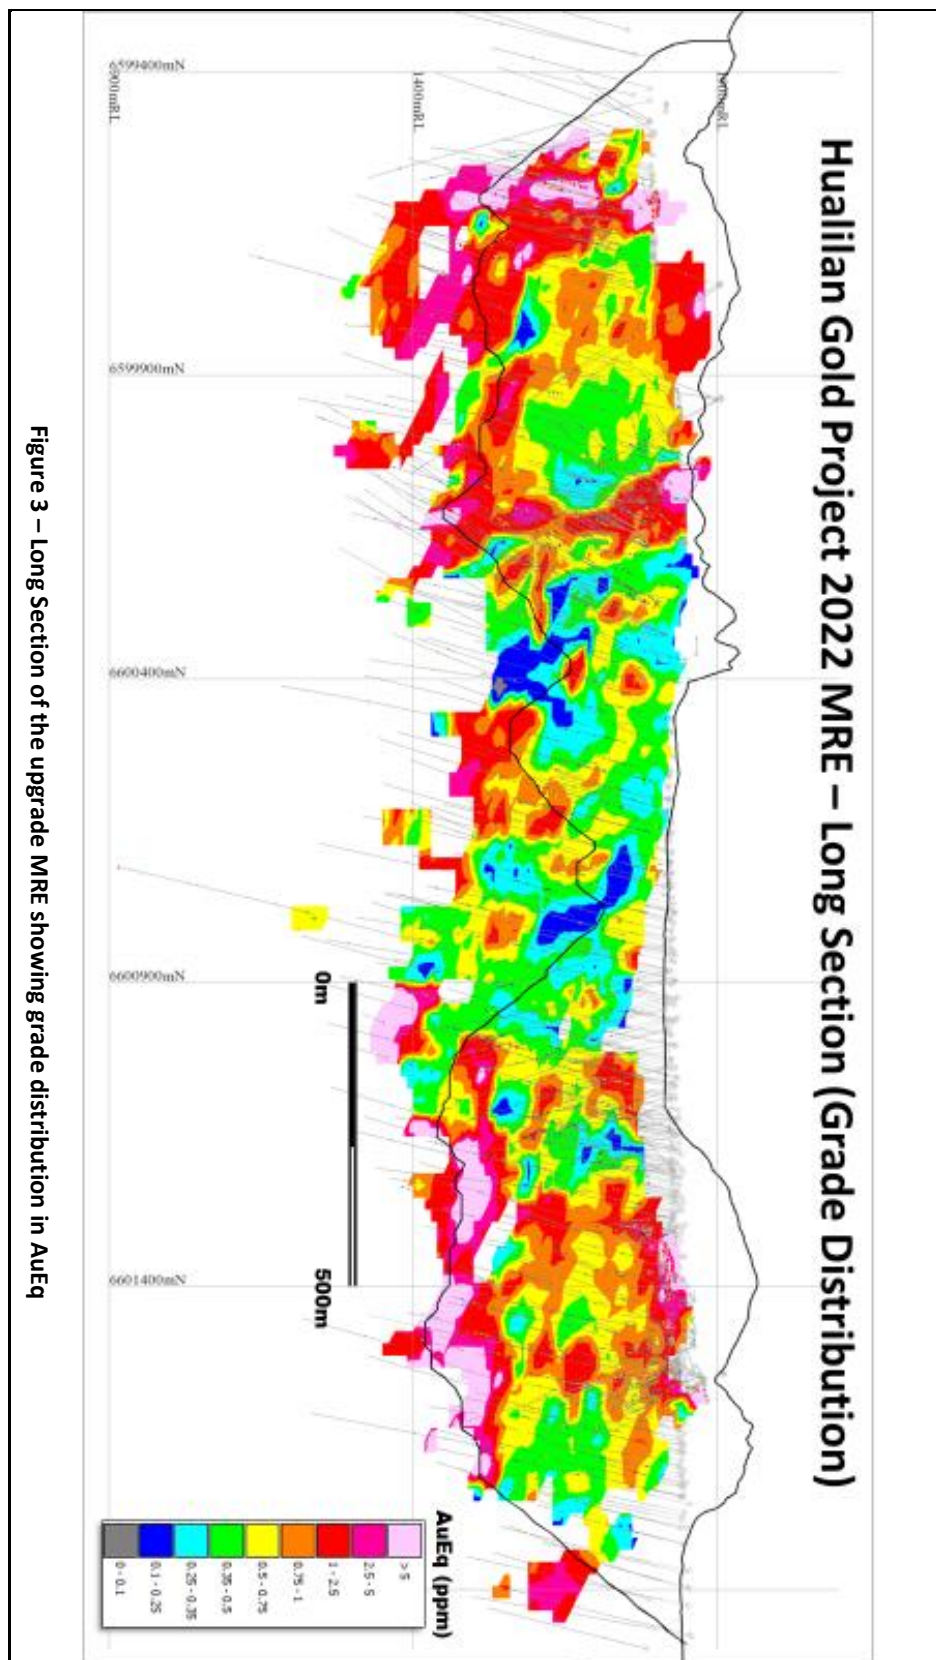 Hualilan Gold Project 2022 MRE – Long Section (Grade Distribution)
6599400mN
6599900mN
6600400mN
6600900mN
6601400mN
1400mRL
0m
500m
AuEq (ppm)
> 5
2.5 - 5
1 - 2.5
0.75 - 1
0.5 - 0.75
0.35 - 0.5
0.25 - 0.35
0.1 - 0.25
0 - 0.1
Figure 3 – Long Section of the upgrade MRE showing grade distribution in AuEq